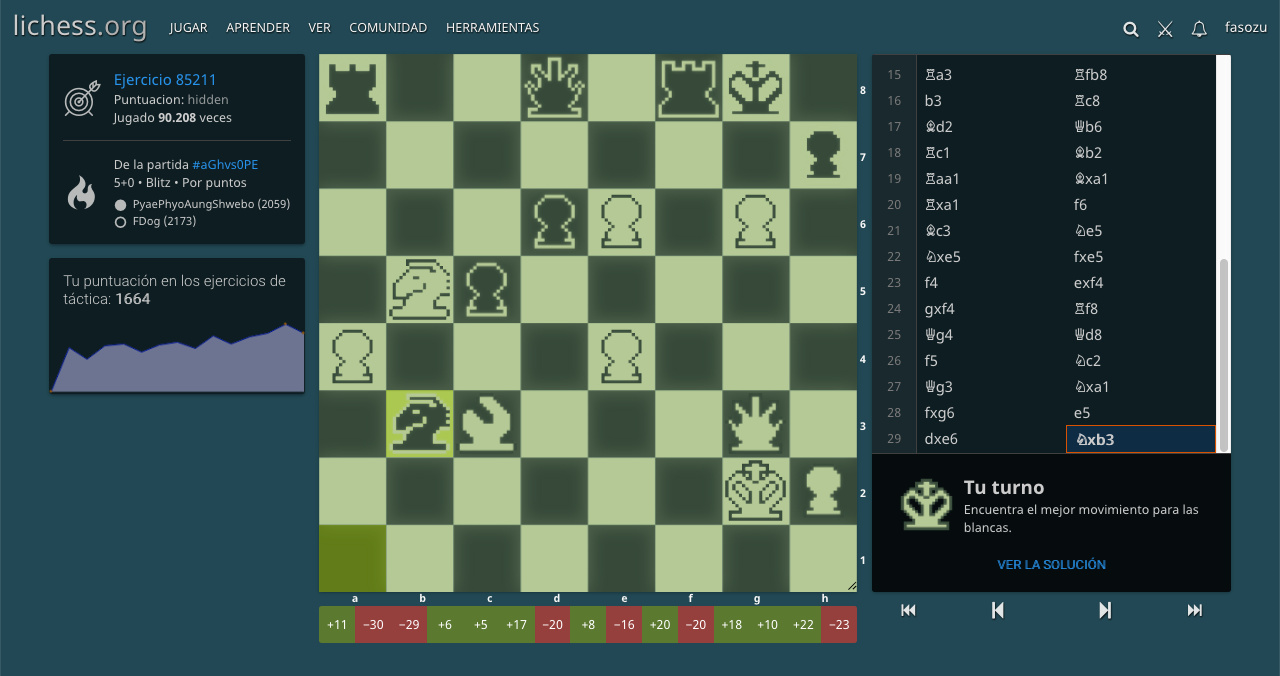 lichess.org JUGAR APRENDER VER COMUNIDAD HERRAMIENTAS fasozu
Ejercicio 85211
Puntuacion: hidden
Jugado 90.208 veces
De la partida #aGhvs0PE
5+0 • Blitz • Por puntos
PyaePhyoAungShwebo (2059)
FDog (2173)
Tu puntuación en los ejercicios de
táctica: 1664
8
7
6
5
4
3
2
1
a b c d e f g h
+11 −30 −29 +6 +5 +17 −20 +8 −16 +20 −20 +18 +10 +22 −23
15 ♖a3 ♖fb8
16 b3 ♖c8
17 ♗d2 ♕b6
18 ♖c1 ♗b2
19 ♖aa1 ♗xa1
20 ♖xa1 f6
21 ♗c3 ♘e5
22 ♘xe5 fxe5
23 f4 exf4
24 gxf4 ♖f8
25 ♕g4 ♕d8
26 f5 ♘c2
27 ♕g3 ♘xa1
28 fxg6 e5
29 dxe6 ♘xb3
Tu turno
Encuentra el mejor movimiento para las
blancas.
VER LA SOLUCIÓN